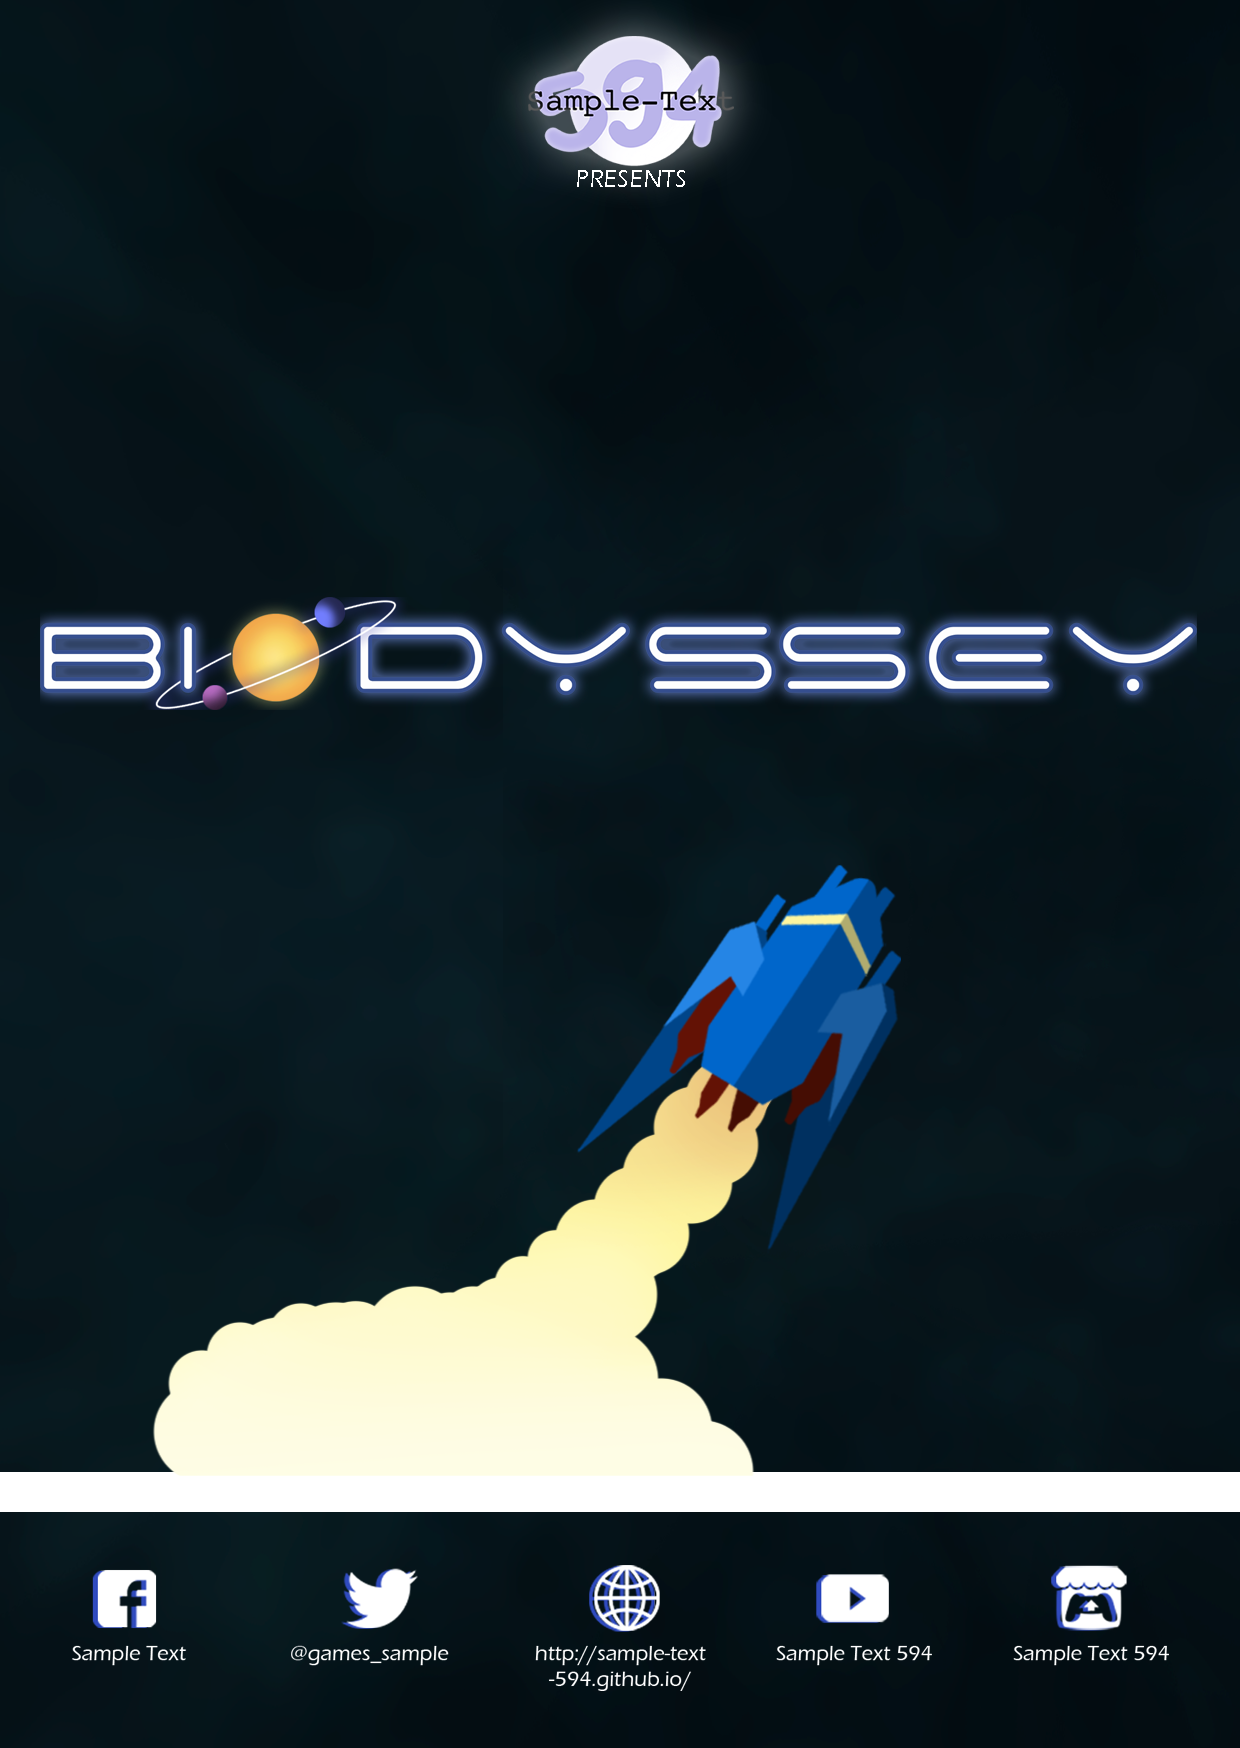 594
Sample-Text
PRESENTS
BIODYSSEY
Sample Text
@games_sample
http://sample-text
-594.github.io/
Sample Text 594
Sample Text 594